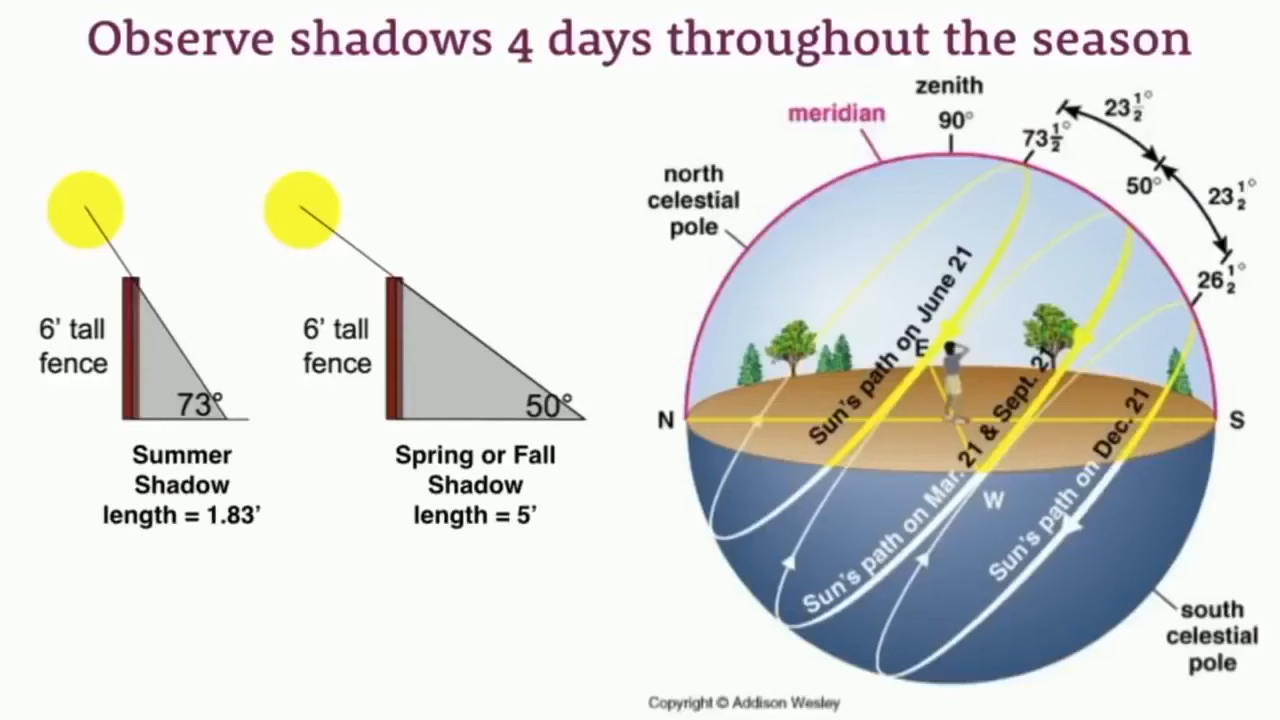 Observe shadows 4 days throughout the season
6’ tall
fence
73°
Summer
Shadow
length = 1.83’
6’ tall
fence
50°
Spring or Fall
Shadow
length = 5’
zenith
90°
meridian
north
celestial
pole
73½°
23½°
50°
23½°
26½°
N
S
E
W
Sun’s path on June 21
Sun’s path on Mar. 21 & Sept. 21
Sun’s path on Dec. 21
south
celestial
pole
Copyright © Addison Wesley